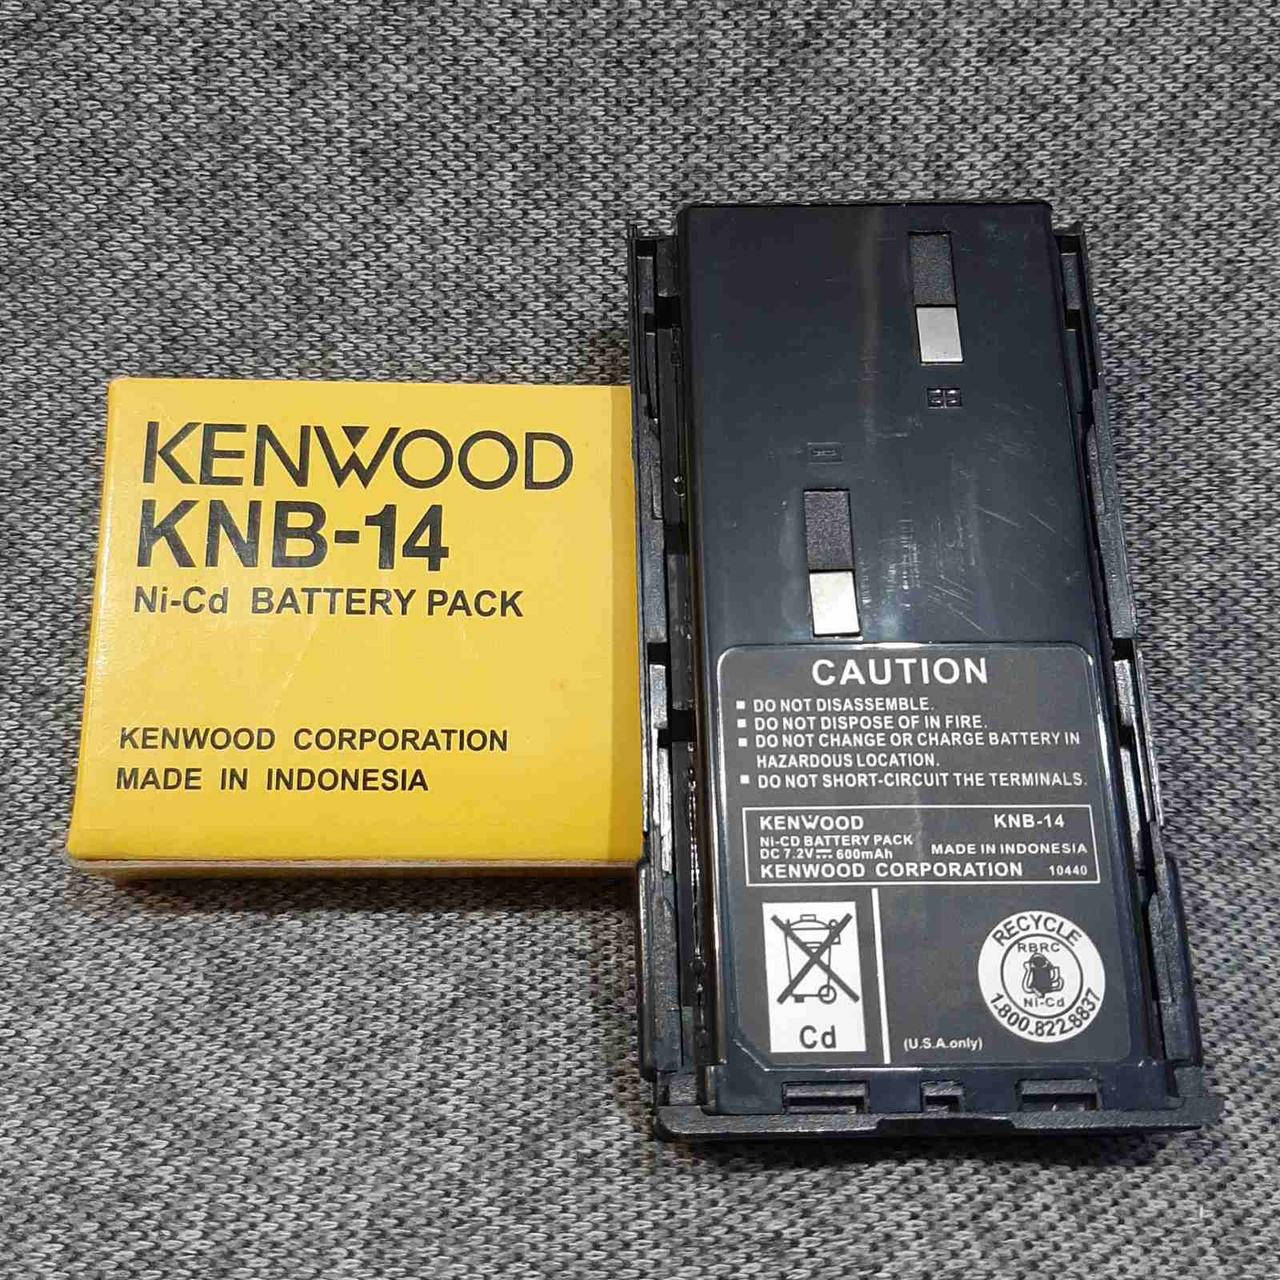 KENWOOD
KNB-14
Ni-Cd BATTERY PACK
KENWOOD CORPORATION
MADE IN INDONESIA
CAUTION
■ DO NOT DISASSEMBLE.
■ DO NOT DISPOSE OF IN FIRE.
■ DO NOT CHANGE OR CHARGE BATTERY IN
HAZARDOUS LOCATION.
■ DO NOT SHORT-CIRCUIT THE TERMINALS.
KENWOOD KNB-14
Ni-CD BATTERY PACK
DC 7.2V⎓ 600mAh MADE IN INDONESIA
KENWOOD CORPORATION 10440
Cd
(U.S.A.only)
RECYCLE
RBRC
Ni-Cd
1.800.822.8837